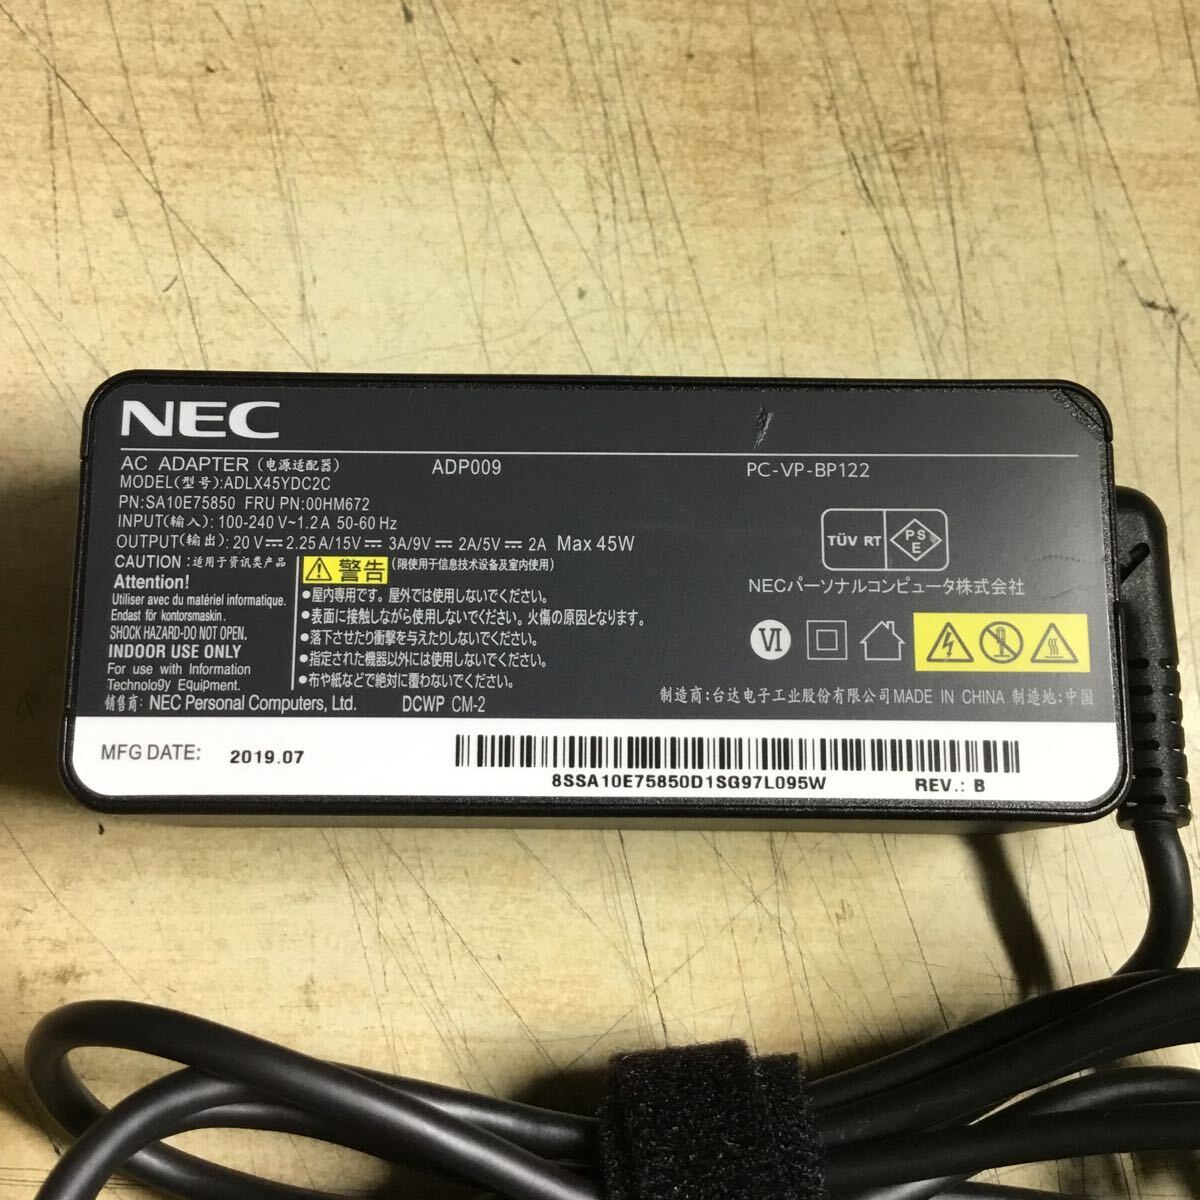 NEC
AC ADAPTER (电源适配器) ADP009 PC-VP-BP122
MODEL(型号):ADLX45YDC2C
PN:SA10E75850 FRU PN:00HM672
INPUT(输入): 100-240 V~1.2 A 50-60 Hz
OUTPUT(输出): 20 V⎓2.25 A/15V⎓3A/9V⎓2A/5V⎓2A Max 45W
CAUTION : 适用于资讯类产品
Attention!
Utiliser avec du matériel informatique.
Endast för kontorsmaskin.
SHOCK HAZARD-DO NOT OPEN.
INDOOR USE ONLY
For use with Information
Technolo9y Equipment.
⚠警告 (限使用于信息技术设备及室内使用)
●屋内専用です。屋外では使用しないでください。
●表面に接触しながら使用しないでください。火傷の原因となります。
●落下させたり衝撃を与えたりしないでください。
●指定された機器以外には使用しないでください。
●布や紙などで絶対に覆わないでください。
TÜV RT
PS
E
NECパーソナルコンピュータ株式会社
VI
销售商: NEC Personal Computers, Ltd. DCWP CM-2
制造商:台达电子工业股份有限公司MADE IN CHINA 制造地:中国
MFG DATE: 2019.07
8SSA10E75850D1SG97L095W
REV.: B